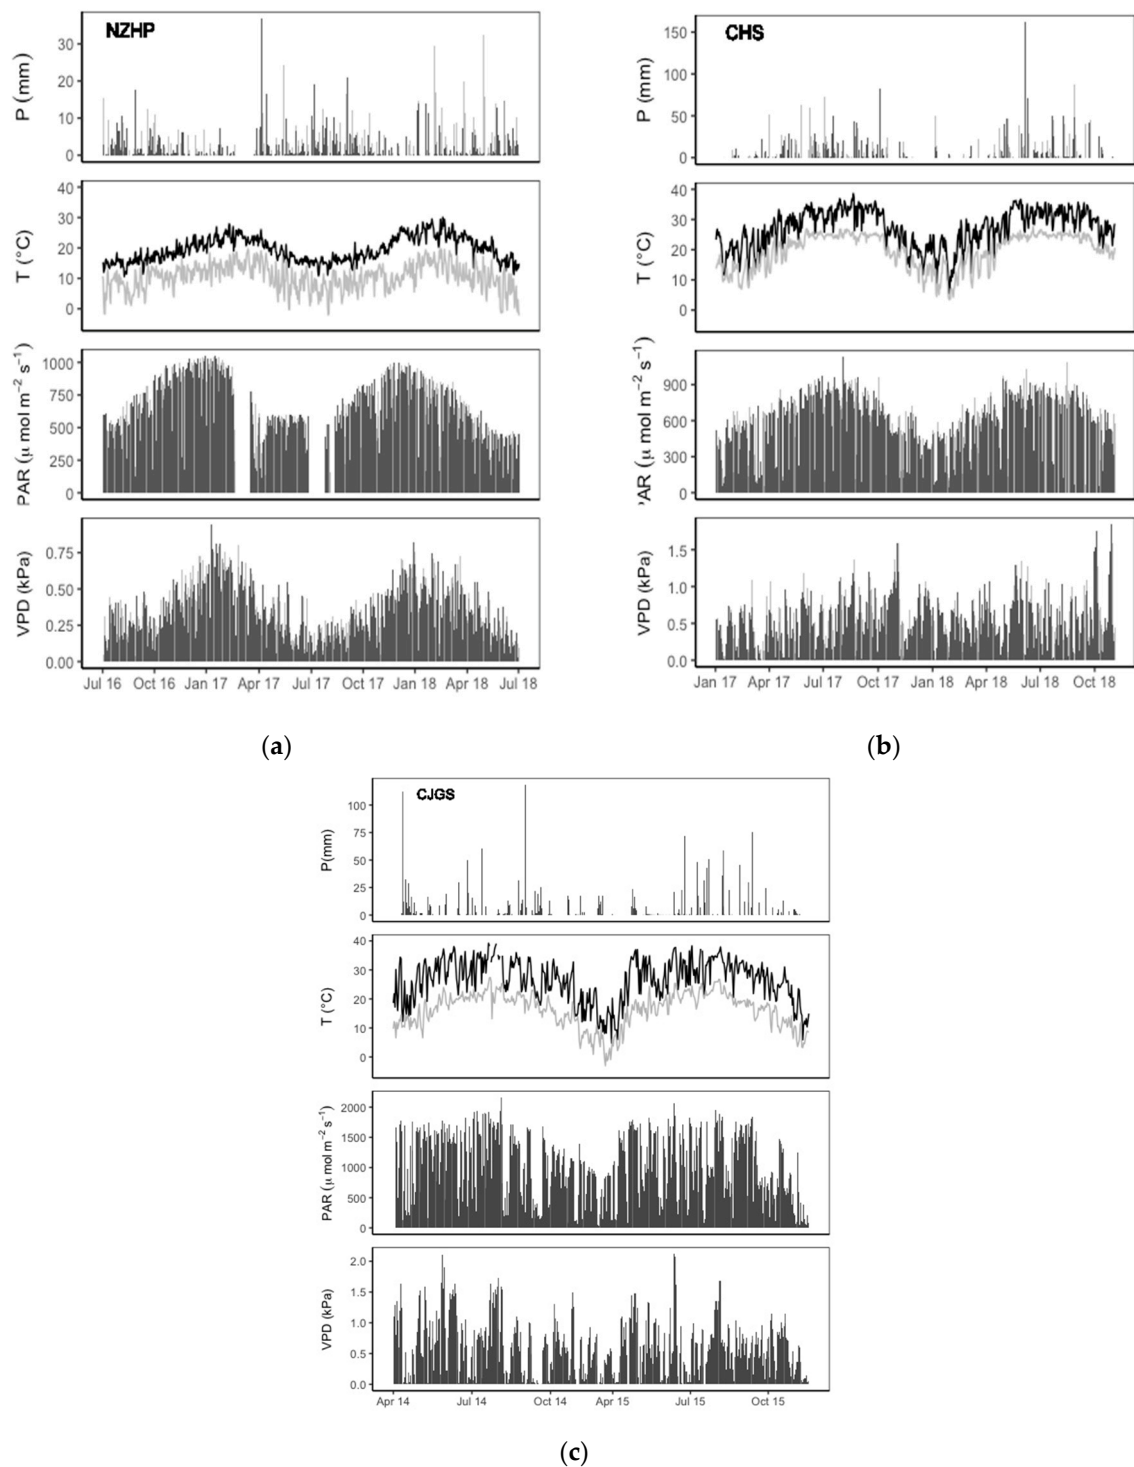 NZHP
P (mm)
30
20
10
0
T (°C)
40
30
20
10
0
PAR (μ mol m−2 s−1)
1000
750
500
250
0
VPD (kPa)
0.75
0.50
0.25
0.00
Jul 16 Oct 16 Jan 17 Apr 17 Jul 17 Oct 17 Jan 18 Apr 18 Jul 18
(a)
CHS
P (mm)
150
100
50
0
T (°C)
40
30
20
10
0
PAR (μ mol m−2 s−1)
900
600
300
0
VPD (kPa)
1.5
1.0
0.5
0.0
Jan 17 Apr 17 Jul 17 Oct 17 Jan 18 Apr 18 Jul 18 Oct 18
(b)
CJGS
P(mm)
100
75
50
25
0
T (°C)
40
30
20
10
0
PAR (μ mol m−2 s−1)
2000
1500
1000
500
0
VPD (kPa)
2.0
1.5
1.0
0.5
0.0
Apr 14 Jul 14 Oct 14 Apr 15 Jul 15 Oct 15
(c)